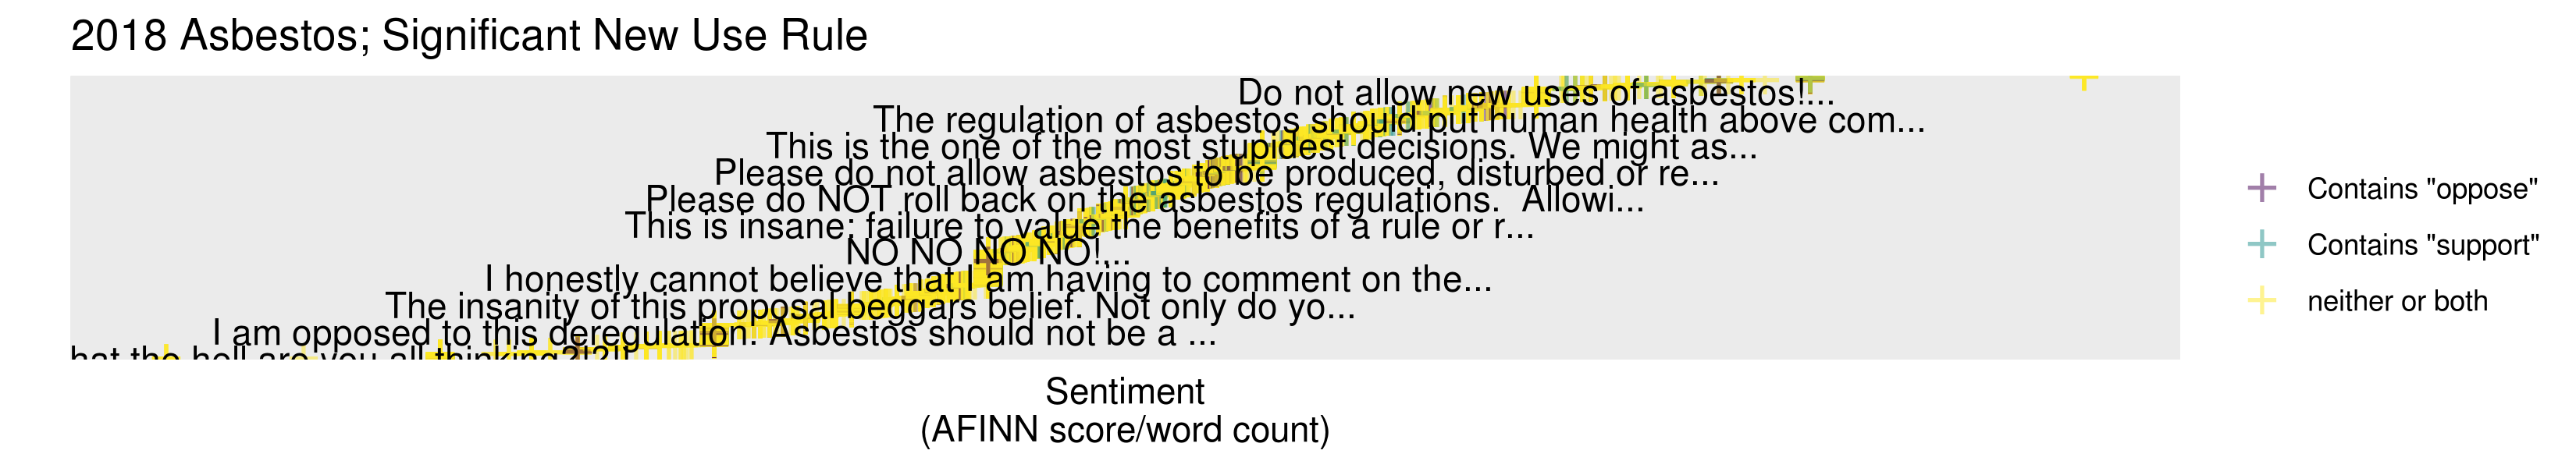 2018 Asbestos; Significant New Use Rule
Do not allow new uses of asbestos!...
The regulation of asbestos should but human health above com...
This is the one of the most stupidest decisions. We might as...
Please do not allow asbestos to be produced, disturbed or re...
Please do NOT roll back on the asbestos regulations.  Allowi...
This is insane; failure to value the benefits of a rule or r...
NO NO NO NO!...
I honestly cannot believe that I am having to comment on the...
The insanity of this proposal beggars belief. Not only do yo...
I am opposed to this deregulation. Asbestos should not be a ...
hat the hell are you all thinking?!?!!
Contains "oppose"
Contains "support"
neither or both
Sentiment
(AFINN score/word count)